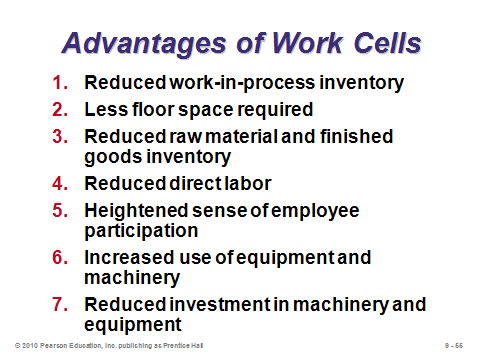 Advantages of Work Cells
1. Reduced work-in-process inventory
2. Less floor space required
3. Reduced raw material and finished
goods inventory
4. Reduced direct labor
5. Heightened sense of employee
participation
6. Increased use of equipment and
machinery
7. Reduced investment in machinery and
equipment
© 2010 Pearson Education, Inc. publishing as Prentice Hall
9 - 55